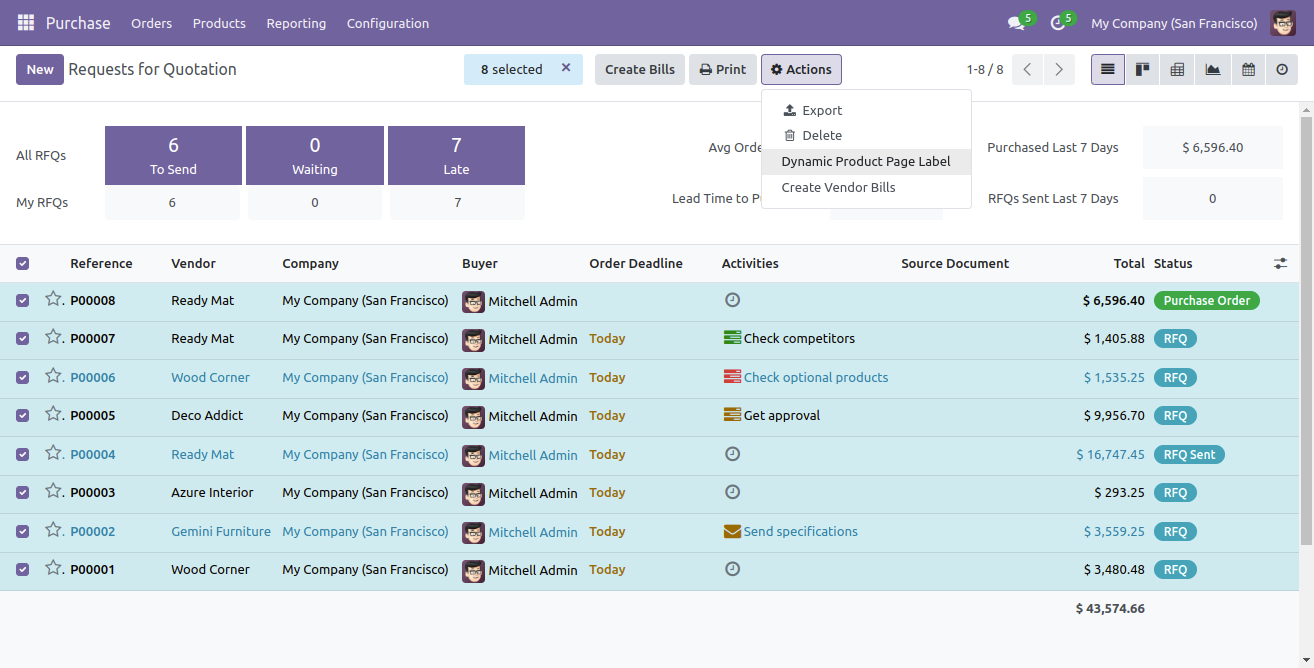 Purchase Orders Products Reporting Configuration 5 5 My Company (San Francisco)
New Requests for Quotation 8 selected × Create Bills Print Actions 1-8 / 8
Export
Delete
Dynamic Product Page Label
Create Vendor Bills
All RFQs 6 To Send 0 Waiting 7 Late
My RFQs 6 0 7
Avg Orde
Purchased Last 7 Days $ 6,596.40
Lead Time to P
RFQs Sent Last 7 Days 0
Reference Vendor Company Buyer Order Deadline Activities Source Document Total Status
P00008 Ready Mat My Company (San Francisco) Mitchell Admin $ 6,596.40 Purchase Order
P00007 Ready Mat My Company (San Francisco) Mitchell Admin Today Check competitors $ 1,405.88 RFQ
P00006 Wood Corner My Company (San Francisco) Mitchell Admin Today Check optional products $ 1,535.25 RFQ
P00005 Deco Addict My Company (San Francisco) Mitchell Admin Today Get approval $ 9,956.70 RFQ
P00004 Ready Mat My Company (San Francisco) Mitchell Admin Today $ 16,747.45 RFQ Sent
P00003 Azure Interior My Company (San Francisco) Mitchell Admin Today $ 293.25 RFQ
P00002 Gemini Furniture My Company (San Francisco) Mitchell Admin Today Send specifications $ 3,559.25 RFQ
P00001 Wood Corner My Company (San Francisco) Mitchell Admin Today $ 3,480.48 RFQ
$ 43,574.66